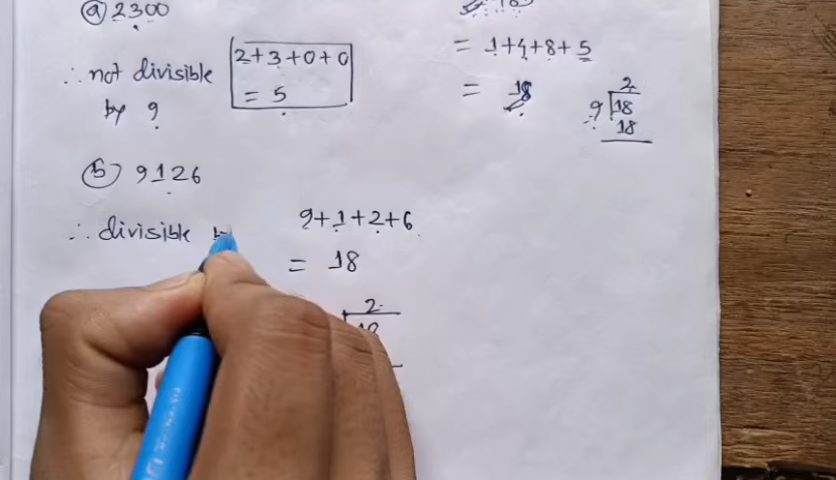 (a) 2300
∴ not divisible
by 9
2+3+0+0
= 5
= 1+4+8+5
= 18
2
9 18
18
(b) 9126
∴ divisible
9+1+2+6
= 18
2